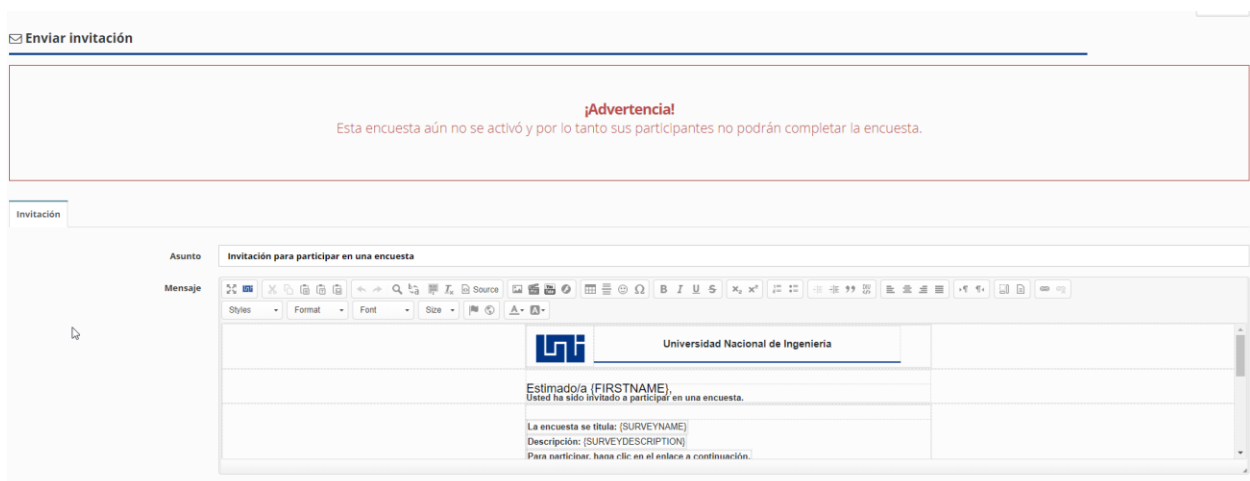 Enviar invitación
¡Advertencia!
Esta encuesta aún no se activó y por lo tanto sus participantes no podrán completar la encuesta.
Invitación
Asunto
Invitación para participar en una encuesta
Mensaje
Source
B I U S x₂ x²
Styles Format Font Size A A
Universidad Nacional de Ingeniería
Estimado/a {FIRSTNAME},
Usted ha sido invitado a participar en una encuesta.
La encuesta se titula: {SURVEYNAME}
Descripción: {SURVEYDESCRIPTION}
Para participar, haga clic en el enlace a continuación.